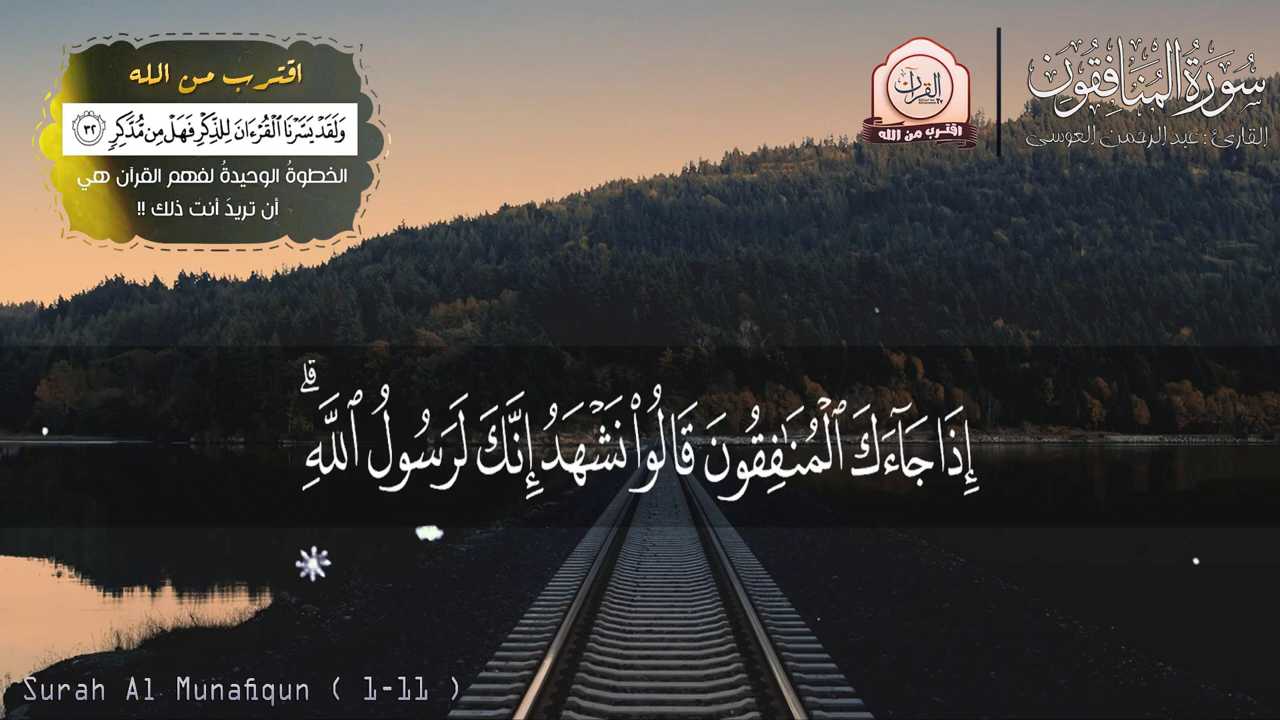 اقترب من الله
وَلَقَدْ يَسَّرْنَا ٱلْقُرْءَانَ لِلذِّكْرِ فَهَلْ مِن مُّدَّكِرٍ ٣٢
الخطوةُ الوحيدةُ لفهم القرآن هي
أن تريدَ أنت ذلك !!
القرآن
اقترب من الله
سُورَةُ الْمُنَافِقُونَ
القارئ : عبد الرحمن العوسي
إِذَا جَآءَكَ ٱلْمُنَٰفِقُونَ قَالُوا۟ نَشْهَدُ إِنَّكَ لَرَسُولُ ٱللَّهِ ۗ
Surah Al Munafiqun ( 1-11 )